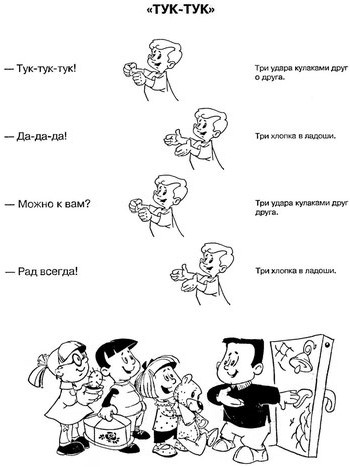 «ТУК-ТУК»
— Тук-тук-тук!
Три удара кулаками друг
о друга.
— Да-да-да!
Три хлопка в ладоши.
— Можно к вам?
Три удара кулаками друг
друга.
— Рад всегда!
Три хлопка в ладоши.